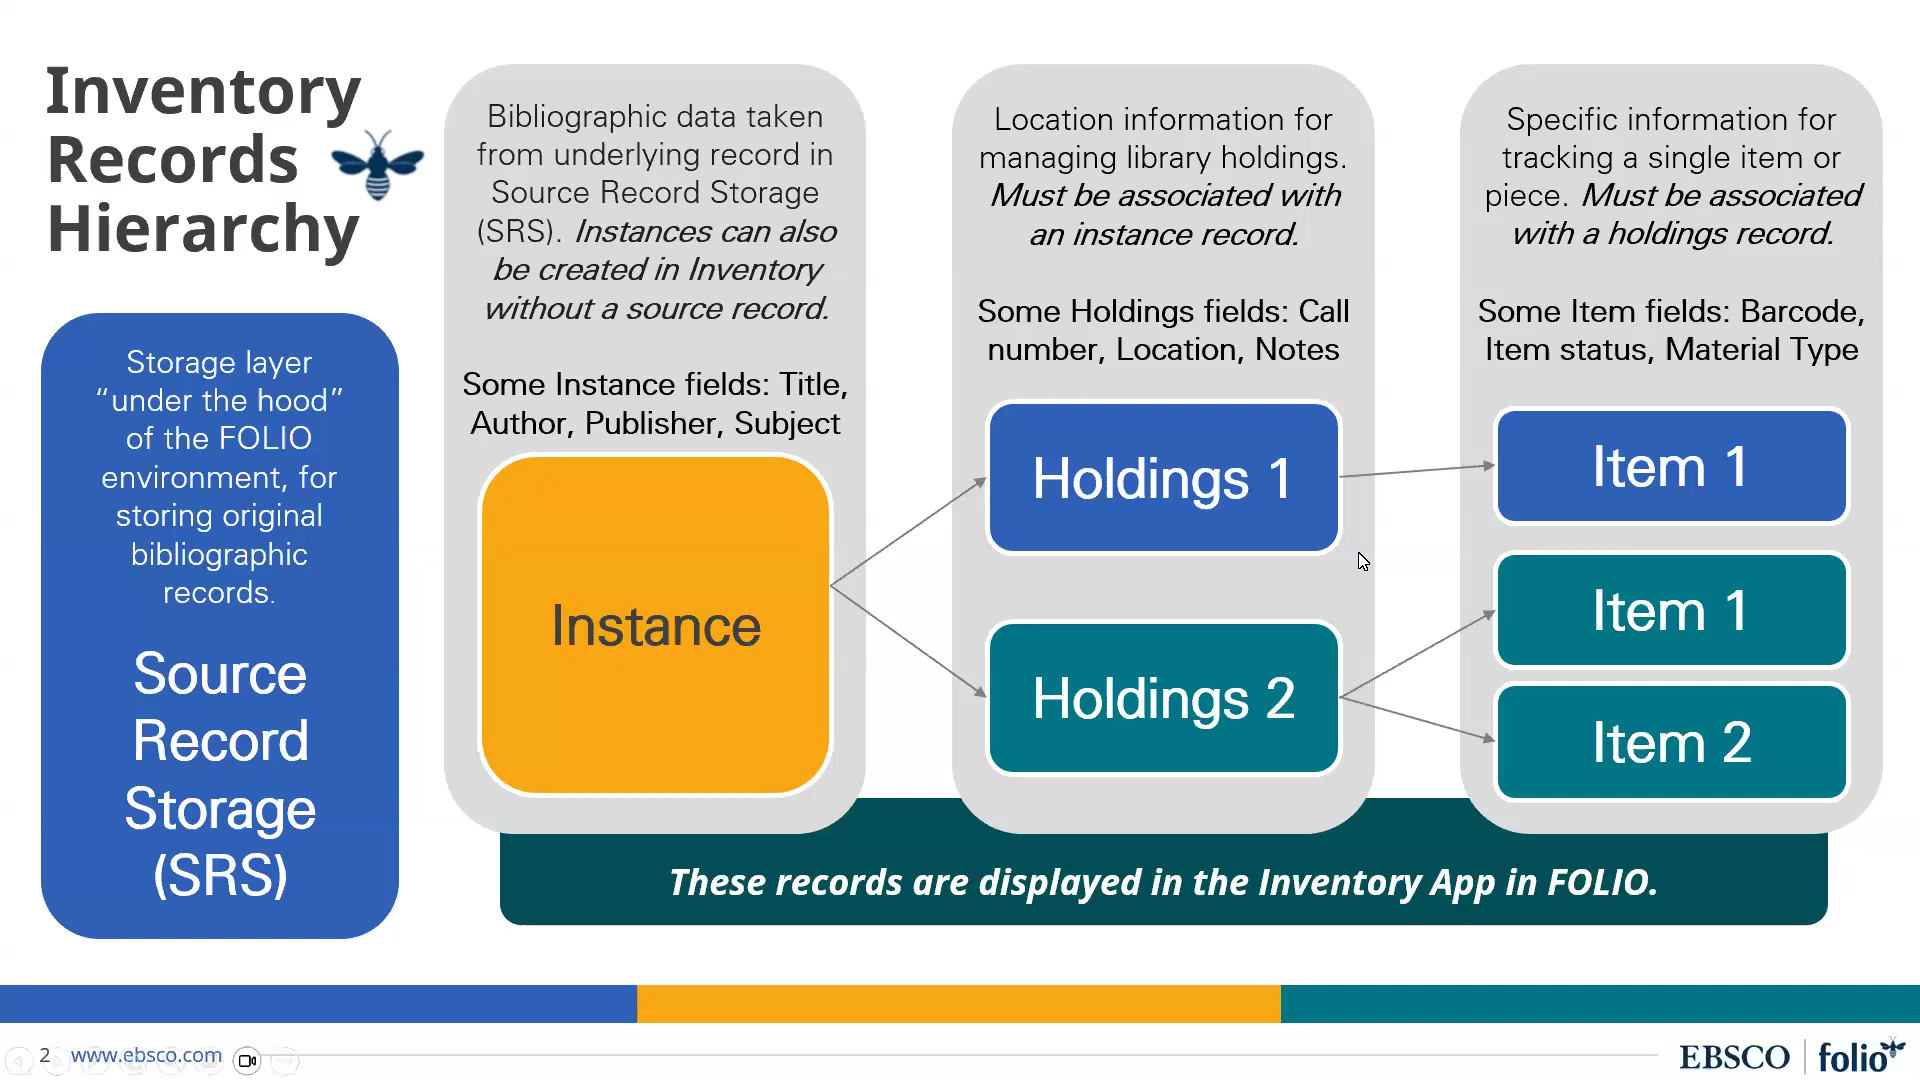 Inventory
Records
Hierarchy
Storage layer
“under the hood”
of the FOLIO
environment, for
storing original
bibliographic
records.
Source
Record
Storage
(SRS)
Bibliographic data taken
from underlying record in
Source Record Storage
(SRS). Instances can also
be created in Inventory
without a source record.
Some Instance fields: Title,
Author, Publisher, Subject
Instance
Location information for
managing library holdings.
Must be associated with
an instance record.
Some Holdings fields: Call
number, Location, Notes
Holdings 1
Holdings 2
Specific information for
tracking a single item or
piece. Must be associated
with a holdings record.
Some Item fields: Barcode,
Item status, Material Type
Item 1
Item 1
Item 2
These records are displayed in the Inventory App in FOLIO.
2 www.ebsco.com
EBSCO folio